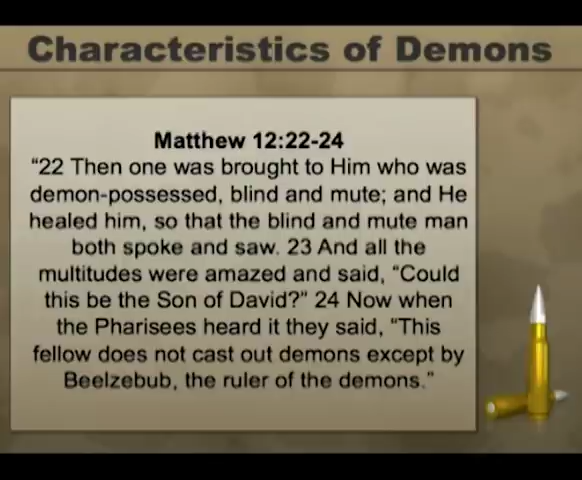 Characteristics of Demons
Matthew 12:22-24
“22 Then one was brought to Him who was
demon-possessed, blind and mute; and He
healed him, so that the blind and mute man
both spoke and saw. 23 And all the
multitudes were amazed and said, “Could
this be the Son of David?” 24 Now when
the Pharisees heard it they said, “This
fellow does not cast out demons except by
Beelzebub, the ruler of the demons.”